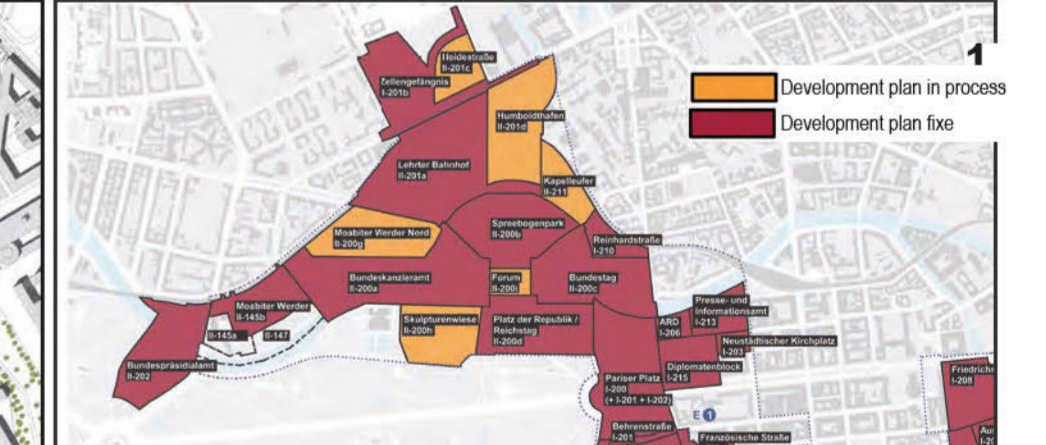 1
Development plan in process
Development plan fixe
Heidestraße
II-201c
Zellengefängnis
I-201b
Humboldthafen
II-201d
Lehrter Bahnhof
II-201a
Kapelleufer
II-211
Spreebogenpark
II-200b
Moabiter Werder Nord
II-200g
Reinhardstraße
I-210
Bundeskanzleramt
II-200a
Forum
II-200i
Bundestag
II-200c
Moabiter Werder
II-145b
II-145a
II-147
Skulpturenwiese
II-200h
Platz der Republik /
Reichstag
II-200d
Presse- und
Informationsamt
I-213
ARD
I-206
Neustädtischer Kirchplatz
I-203
Bundespräsidialamt
II-202
Diplomatenblock
I-215
Pariser Platz
I-200
(+ I-201 + I-202)
Friedrichs
I-208
E 1
Behrenstraße
I-201
Französische Straße